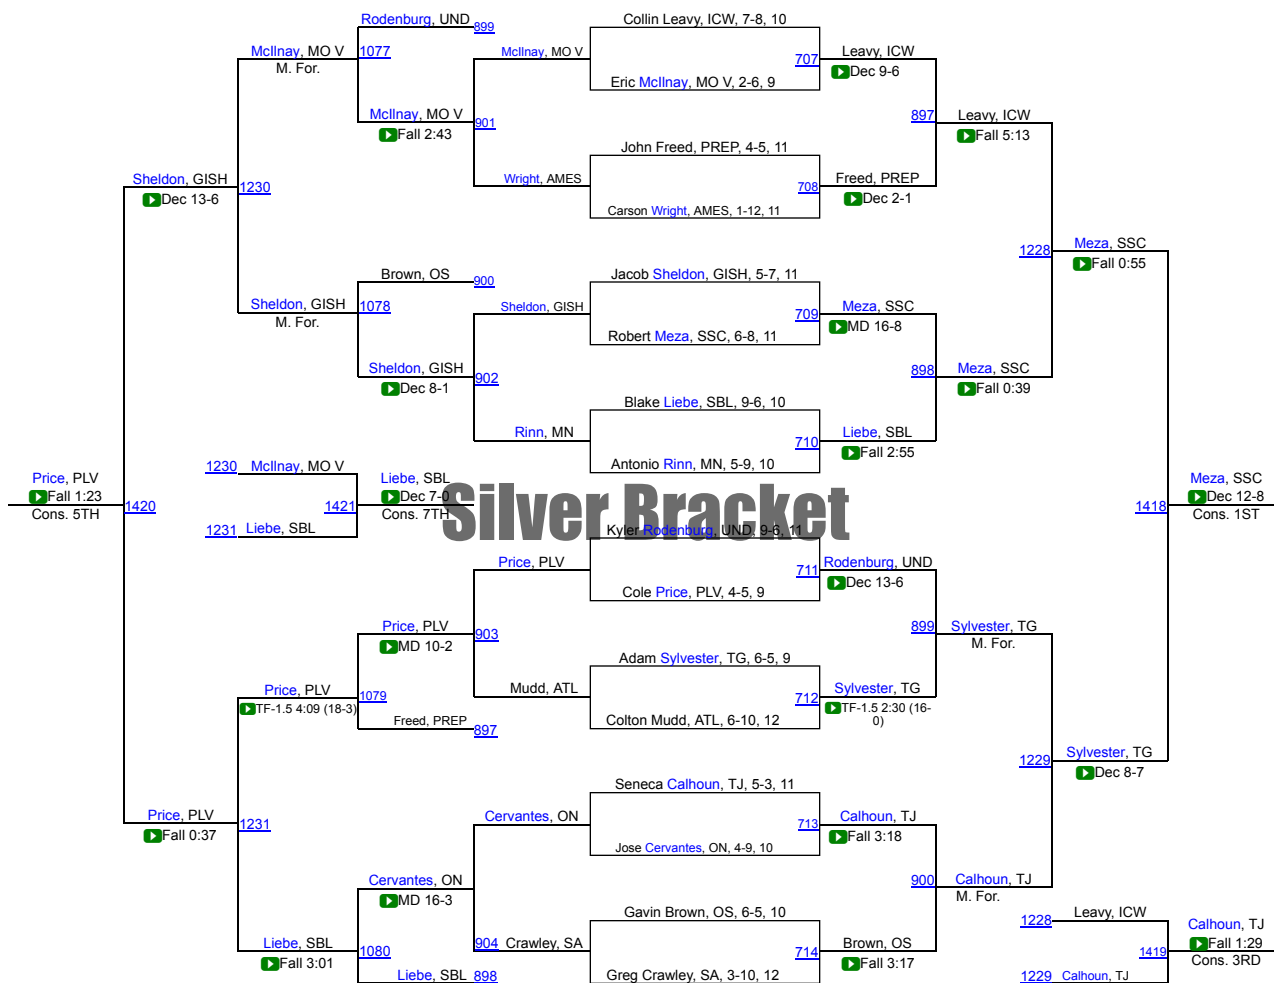 Rodenburg, UND
899
Collin Leavy, ICW, 7-8, 10
McIlnay, MO V
1077
M. For.
McIlnay, MO V
707
Leavy, ICW
Dec 9-6
Eric McIlnay, MO V, 2-6, 9
McIlnay, MO V
Fall 2:43
901
897
Leavy, ICW
Fall 5:13
John Freed, PREP, 4-5, 11
Sheldon, GISH
Dec 13-6
1230
Wright, AMES
708
Freed, PREP
Dec 2-1
Carson Wright, AMES, 1-12, 11
1228
Meza, SSC
Fall 0:55
Brown, OS
900
Jacob Sheldon, GISH, 5-7, 11
Sheldon, GISH
1078
M. For.
Sheldon, GISH
709
Meza, SSC
MD 16-8
Robert Meza, SSC, 6-8, 11
Sheldon, GISH
Dec 8-1
902
898
Meza, SSC
Fall 0:39
Blake Liebe, SBL, 9-6, 10
Rinn, MN
710
Liebe, SBL
Fall 2:55
Antonio Rinn, MN, 5-9, 10
1230
McIlnay, MO V
Price, PLV
Fall 1:23
Cons. 5TH
1420
1421
Liebe, SBL
Dec 7-0
Cons. 7TH
1231
Liebe, SBL
Silver Bracket
1418
Meza, SSC
Dec 12-8
Cons. 1ST
Kyler Rodenburg, UND, 9-6, 11
Price, PLV
711
Rodenburg, UND
Dec 13-6
Cole Price, PLV, 4-5, 9
Price, PLV
MD 10-2
903
899
Sylvester, TG
M. For.
Adam Sylvester, TG, 6-5, 9
Price, PLV
TF-1.5 4:09 (18-3)
1079
Mudd, ATL
712
Sylvester, TG
TF-1.5 2:30 (16-
0)
Colton Mudd, ATL, 6-10, 12
Freed, PREP
897
1229
Sylvester, TG
Dec 8-7
Seneca Calhoun, TJ, 5-3, 11
Price, PLV
Fall 0:37
1231
Cervantes, ON
713
Calhoun, TJ
Fall 3:18
Jose Cervantes, ON, 4-9, 10
Cervantes, ON
MD 16-3
900
Calhoun, TJ
M. For.
Gavin Brown, OS, 6-5, 10
1228
Leavy, ICW
Liebe, SBL
Fall 3:01
1080
904
Crawley, SA
714
Brown, OS
Fall 3:17
1419
Calhoun, TJ
Fall 1:29
Cons. 3RD
Liebe, SBL
898
Greg Crawley, SA, 3-10, 12
1229
Calhoun, TJ